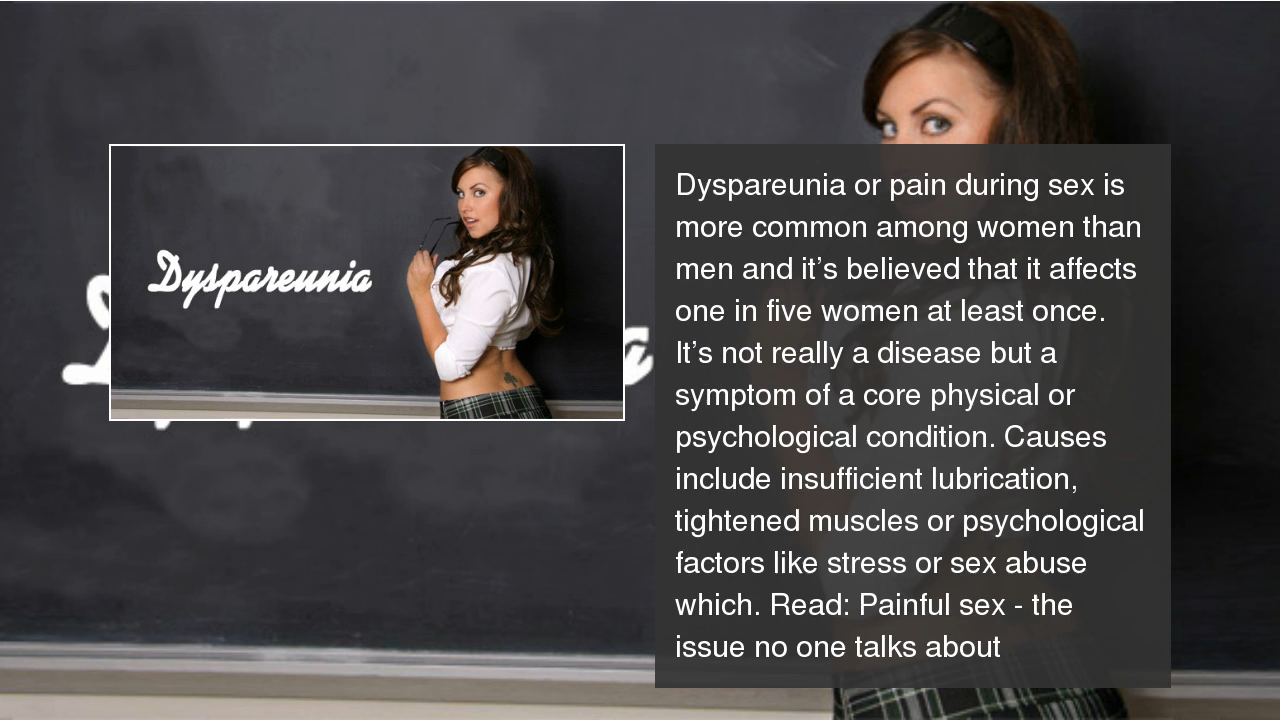 Dyspareunia
Dyspareunia or pain during sex is
more common among women than
men and it’s believed that it affects
one in five women at least once.
It’s not really a disease but a
symptom of a core physical or
psychological condition. Causes
include insufficient lubrication,
tightened muscles or psychological
factors like stress or sex abuse
which. Read: Painful sex - the
issue no one talks about